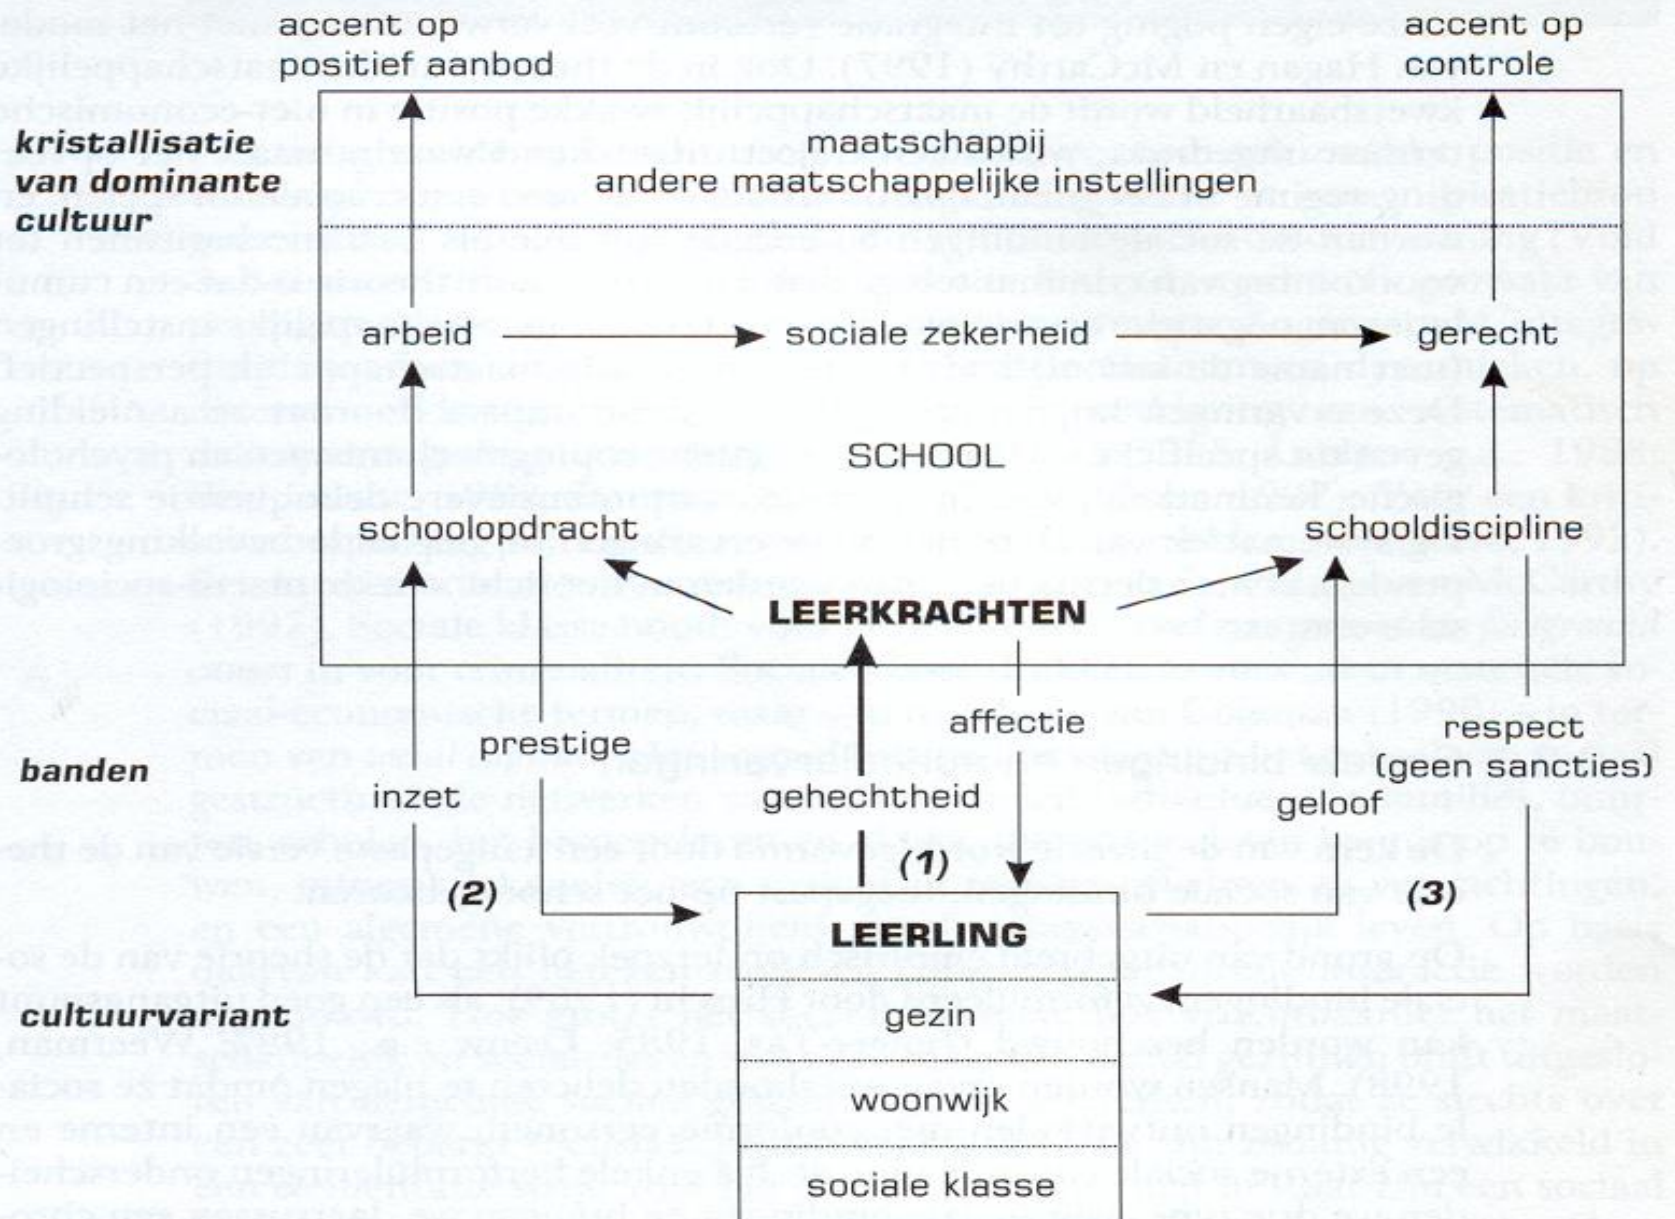 accent op
positief aanbod
accent op
controle
kristallisatie
van dominante
cultuur
maatschappij
andere maatschappelijke instellingen
arbeid
sociale zekerheid
gerecht
SCHOOL
schoolopdracht
schooldiscipline
LEERKRACHTEN
banden
prestige
inzet
affectie
gehechtheid
respect
(geen sancties)
geloof
(1)
(2)
(3)
LEERLING
cultuurvariant
gezin
woonwijk
sociale klasse